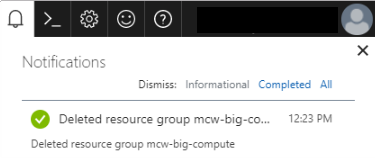 Notifications
Dismiss: Informational Completed All
Deleted resource group mcw-big-co... 12:23 PM
Deleted resource group mcw-big-compute